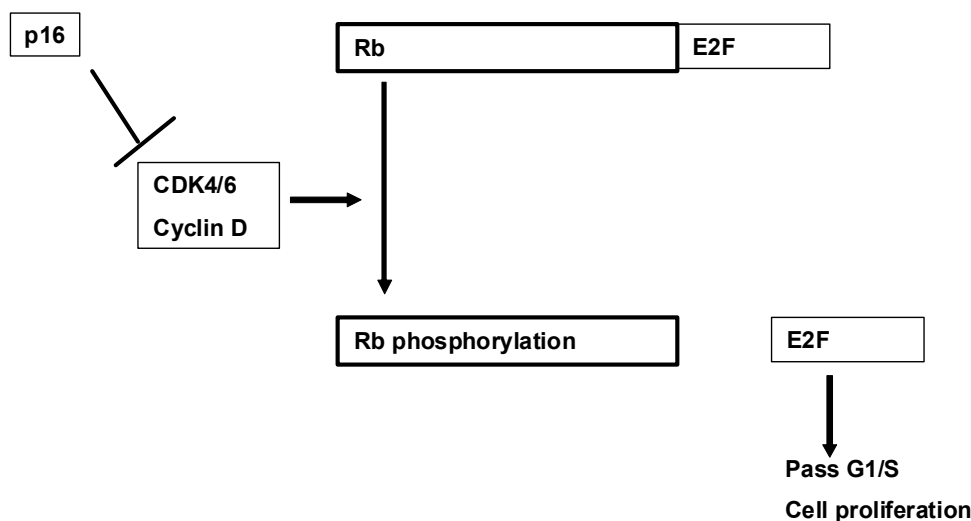 p16
Rb
E2F
CDK4/6
Cyclin D
Rb phosphorylation
E2F
Pass G1/S
Cell proliferation